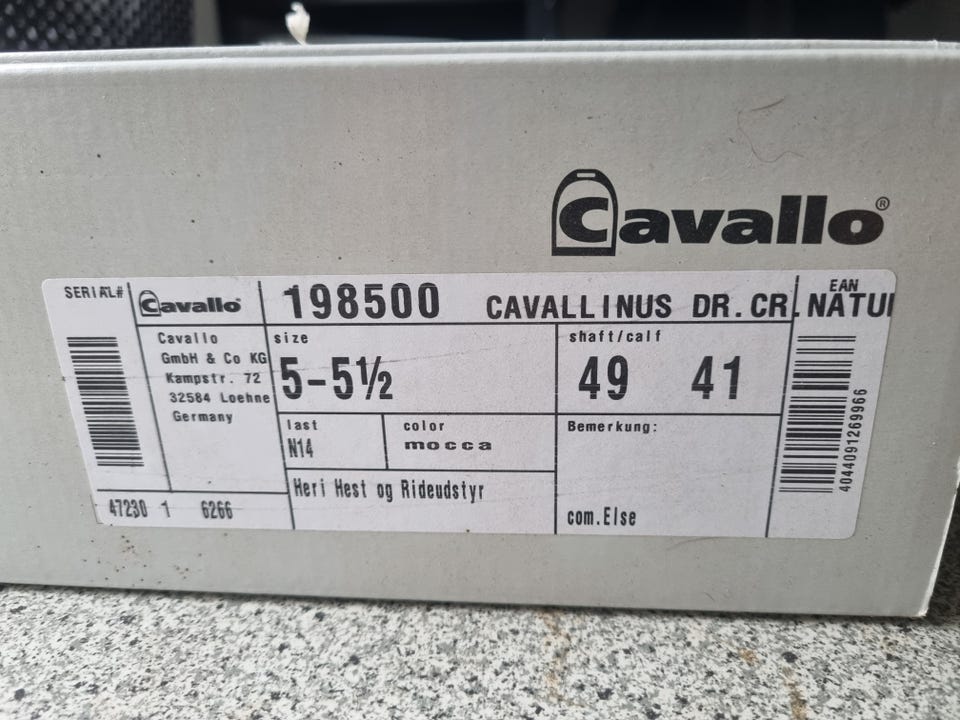 Cavallo®
SERIAL#
Cavallo®
198500 CAVALLINUS DR.CR.NATUR
EAN
Cavallo
GmbH & Co KG
Kampstr. 72
32584 Loehne
Germany
size
5-5½
shaft/calf
49 41
last
N14
color
mocca
Bemerkung:
Heri Hest og Rideudstyr
com.Else
47230 1 6266
4044091269966